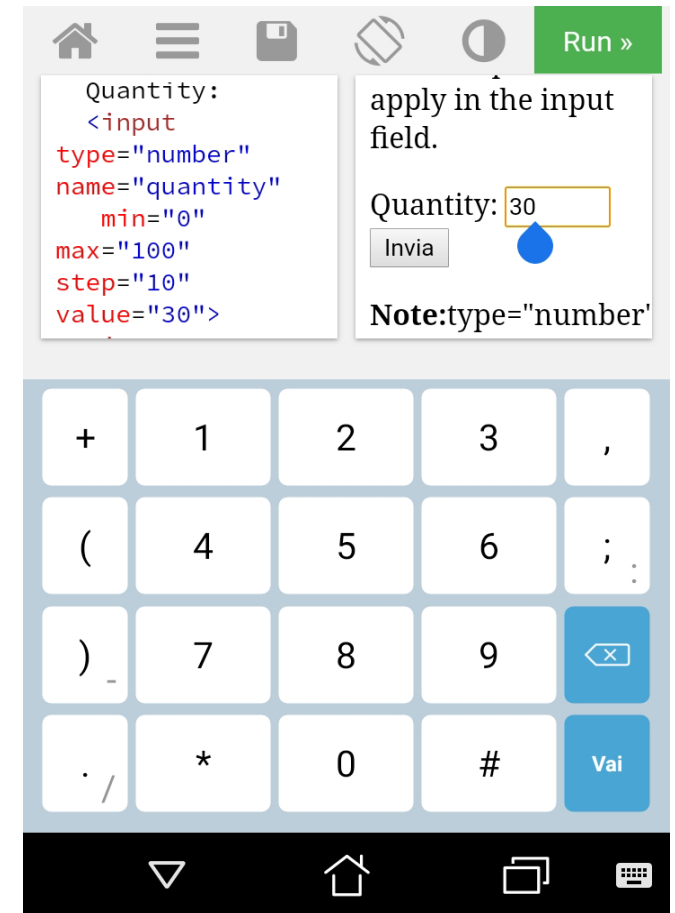 Run »
Quantity:
<input
type="number"
name="quantity"
min="0"
max="100"
step="10"
value="30">
apply in the input
field.
Quantity: 30
Invia
Note:type="number"
+ 1 2 3 ,
( 4 5 6 ; :
) - 7 8 9
. / * 0 # Vai